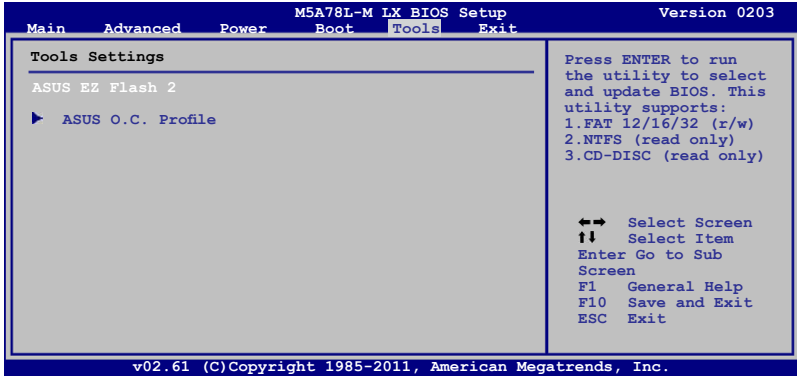 M5A78L-M LX BIOS Setup Version 0203
Main Advanced Power Boot Tools Exit
Tools Settings
ASUS EZ Flash 2
ASUS O.C. Profile
Press ENTER to run
the utility to select
and update BIOS. This
utility supports:
1.FAT 12/16/32 (r/w)
2.NTFS (read only)
3.CD-DISC (read only)
←→ Select Screen
↑↓ Select Item
Enter Go to Sub
Screen
F1 General Help
F10 Save and Exit
ESC Exit
v02.61 (C)Copyright 1985-2011, American Megatrends, Inc.